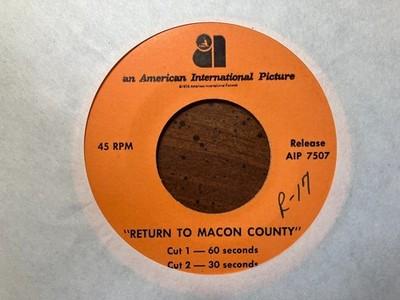 an American International Picture
45 RPM
Release
AIP 7507
R-17
"RETURN TO MACON COUNTY"
Cut 1 — 60 seconds
Cut 2 — 30 seconds